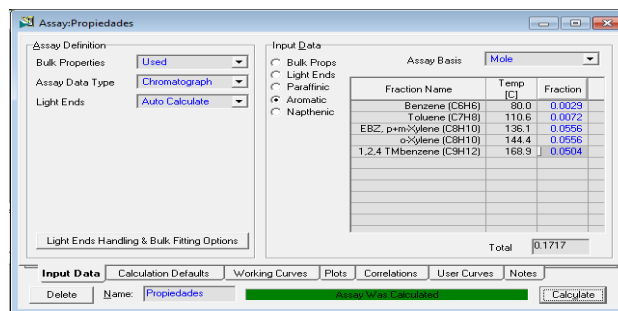 Assay:Propiedades
Assay Definition
Bulk Properties Used
Assay Data Type Chromatograph
Light Ends Auto Calculate
Light Ends Handling & Bulk Fitting Options
Input Data
Bulk Props
Light Ends
Paraffinic
Aromatic
Napthenic
Assay Basis Mole
Fraction Name Temp [C] Fraction
Benzene (C6H6) 80.0 0.0029
Toluene (C7H8) 110.6 0.0072
EBZ, p+m-Xylene (C8H10) 136.1 0.0556
o-Xylene (C8H10) 144.4 0.0556
1,2,4 TMbenzene (C9H12) 168.9 0.0504
Total 0.1717
Input Data Calculation Defaults Working Curves Plots Correlations User Curves Notes
Delete Name: Propiedades Assay Was Calculated Calculate